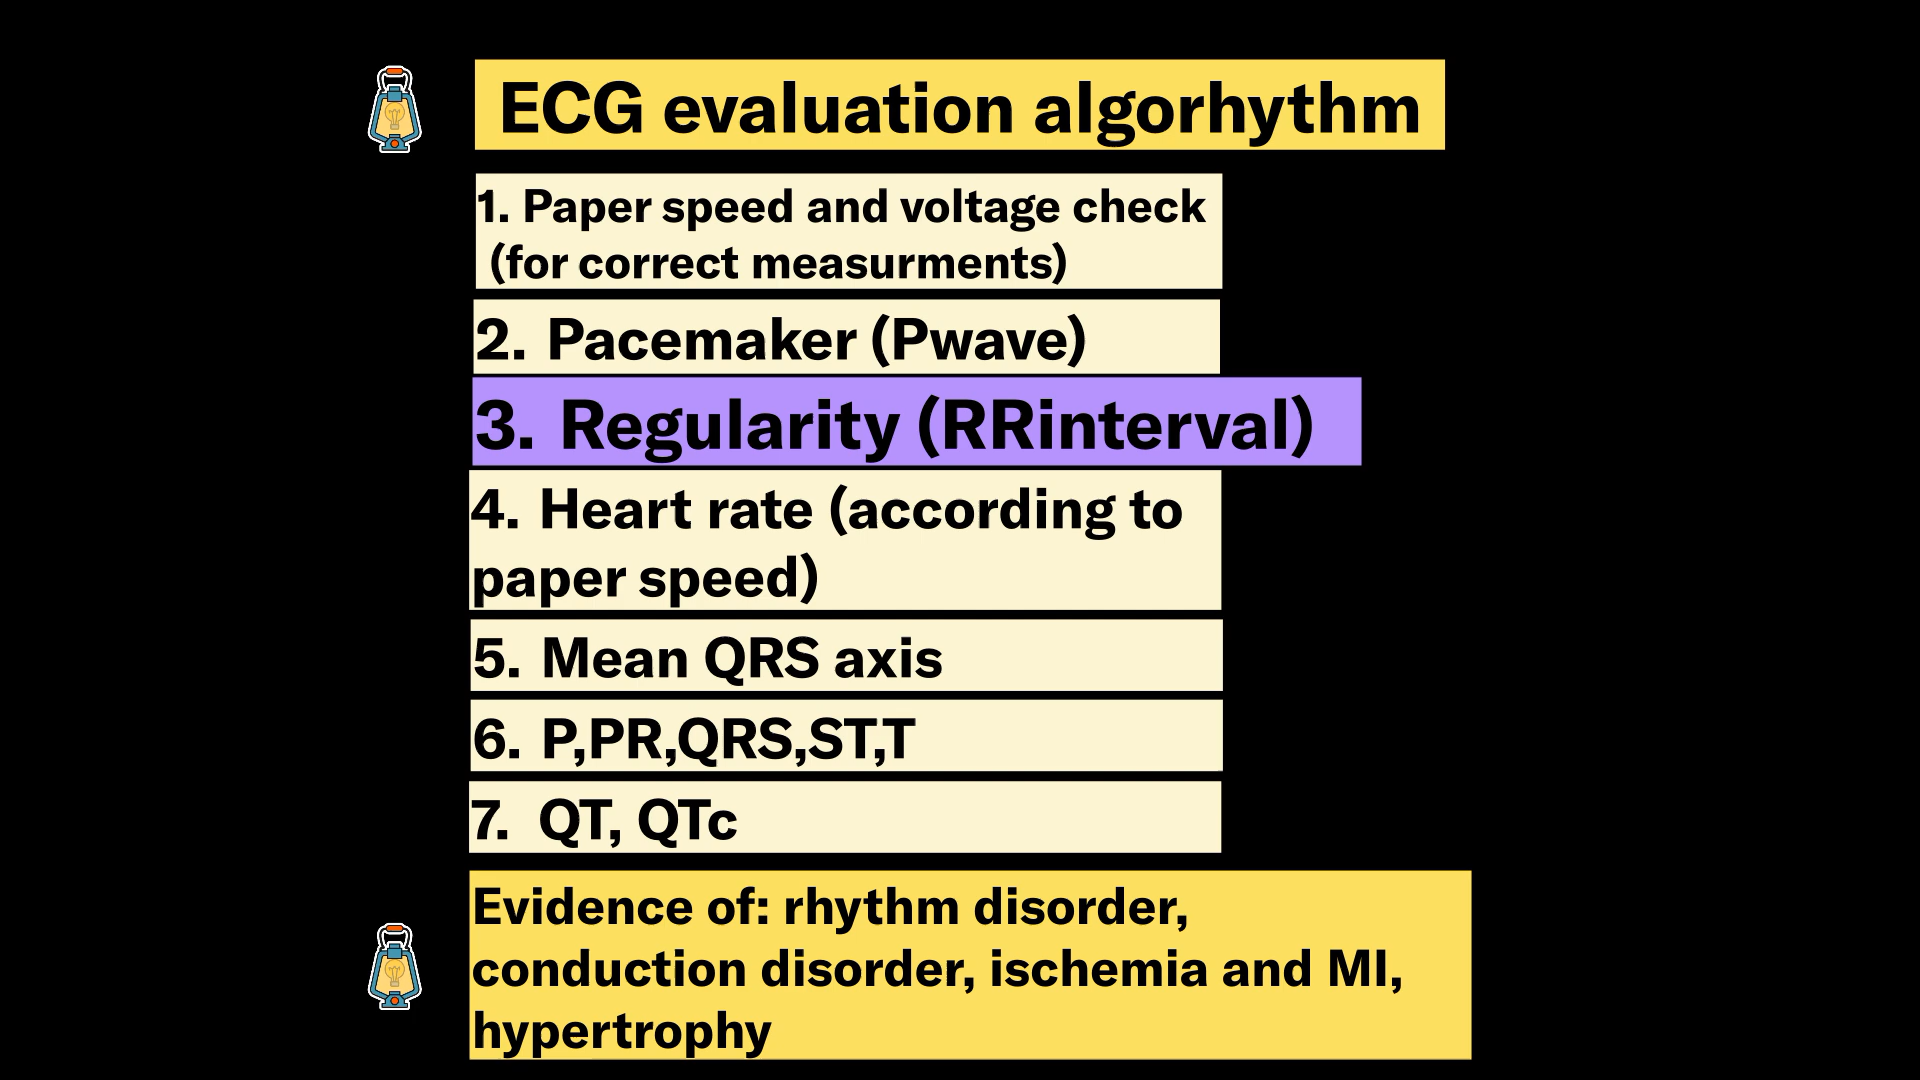 ECG evaluation algorhythm
1. Paper speed and voltage check
(for correct measurments)
2. Pacemaker (Pwave)
3. Regularity (RRinterval)
4. Heart rate (according to
paper speed)
5. Mean QRS axis
6. P,PR,QRS,ST,T
7. QT, QTc
Evidence of: rhythm disorder,
conduction disorder, ischemia and MI,
hypertrophy